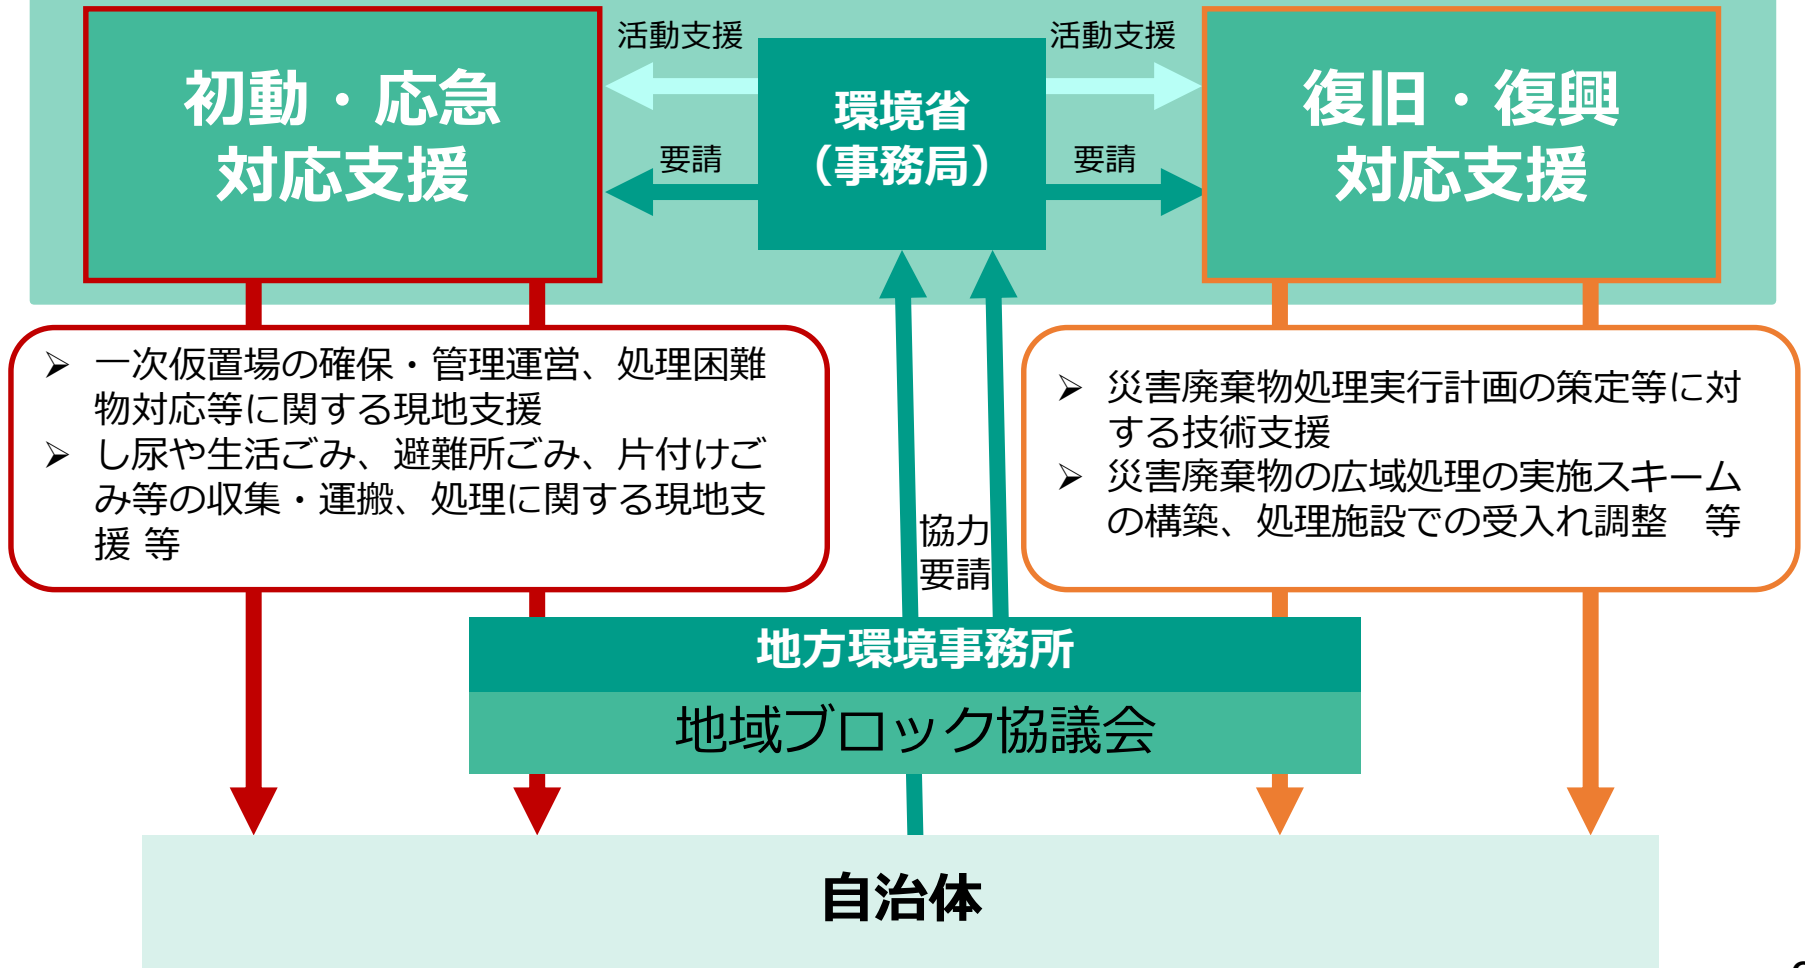 初動・応急
対応支援
活動支援
要請
環境省
（事務局）
活動支援
要請
復旧・復興
対応支援
➢ 一次仮置場の確保・管理運営、処理困難
物対応等に関する現地支援
➢ し尿や生活ごみ、避難所ごみ、片付けご
み等の収集・運搬、処理に関する現地支
援 等
➢ 災害廃棄物処理実行計画の策定等に対
する技術支援
➢ 災害廃棄物の広域処理の実施スキーム
の構築、処理施設での受入れ調整　等
協力
要請
地方環境事務所
地域ブロック協議会
自治体